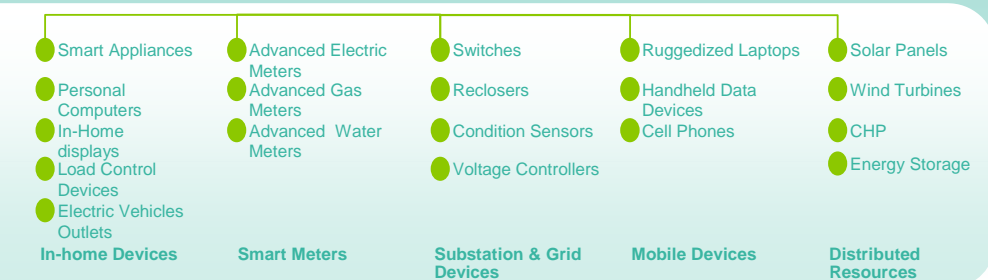 Smart Appliances
Personal
Computers
In-Home
displays
Load Control
Devices
Electric Vehicles
Outlets
In-home Devices
Advanced Electric
Meters
Advanced Gas
Meters
Advanced Water
Meters
Smart Meters
Switches
Reclosers
Condition Sensors
Voltage Controllers
Substation & Grid
Devices
Ruggedized Laptops
Handheld Data
Devices
Cell Phones
Mobile Devices
Solar Panels
Wind Turbines
CHP
Energy Storage
Distributed
Resources